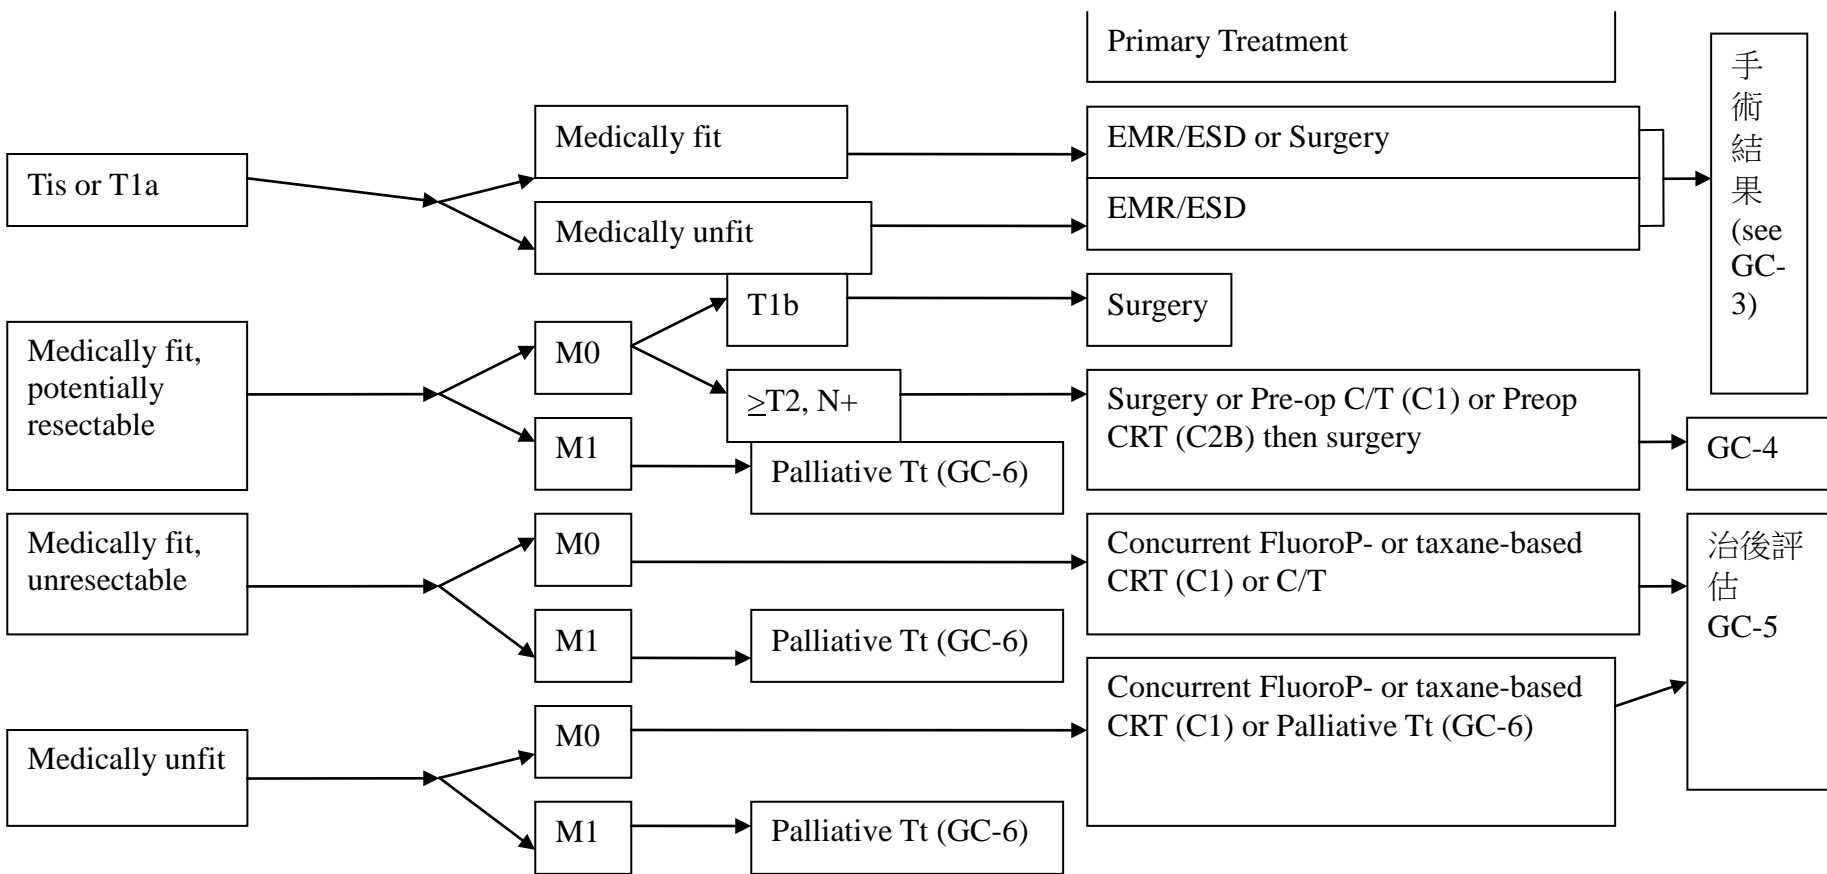 Primary Treatment
手
術
結
果
(see
GC-
3)
Tis or T1a
Medically fit
EMR/ESD or Surgery
Medically unfit
EMR/ESD
Medically fit,
potentially
resectable
M0
T1b
Surgery
≥T2, N+
Surgery or Pre-op C/T (C1) or Preop
CRT (C2B) then surgery
GC-4
M1
Palliative Tt (GC-6)
Medically fit,
unresectable
M0
Concurrent FluoroP- or taxane-based
CRT (C1) or C/T
治後評
估
GC-5
M1
Palliative Tt (GC-6)
Medically unfit
M0
Concurrent FluoroP- or taxane-based
CRT (C1) or Palliative Tt (GC-6)
M1
Palliative Tt (GC-6)